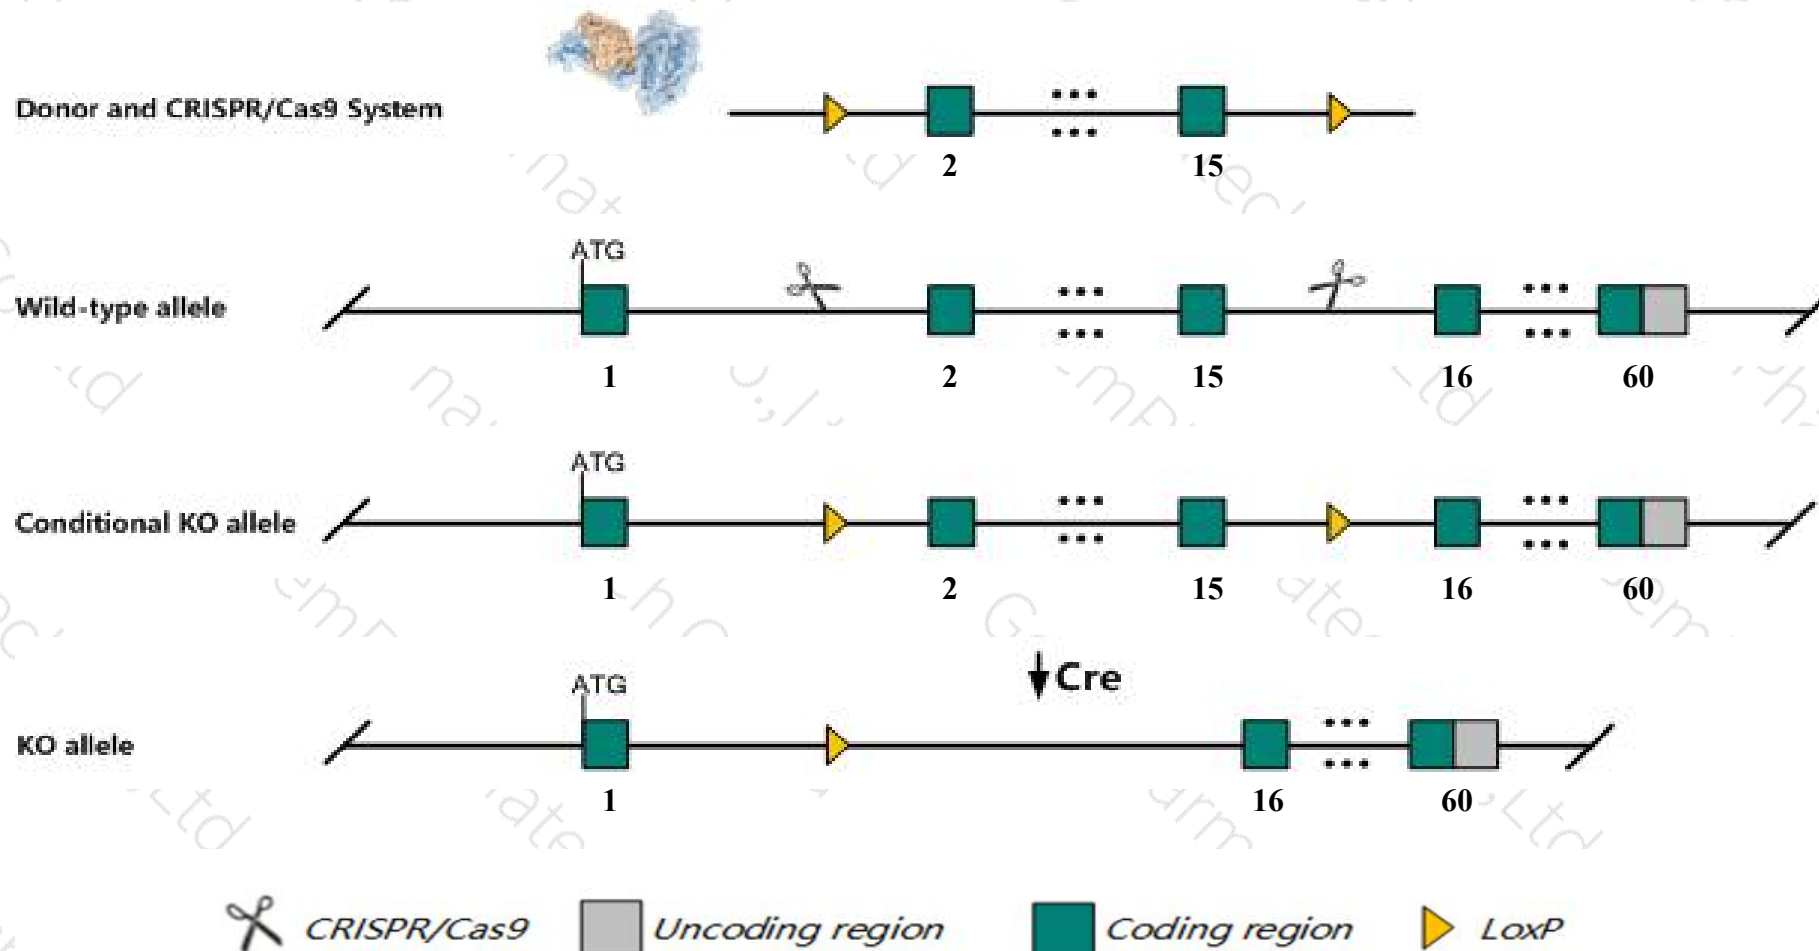 Donor and CRISPR/Cas9 System
2 15
ATG
Wild-type allele
1 2 15 16 60
ATG
Conditional KO allele
1 2 15 16 60
Cre
ATG
KO allele
1 16 60
CRISPR/Cas9 Uncoding region Coding region LoxP